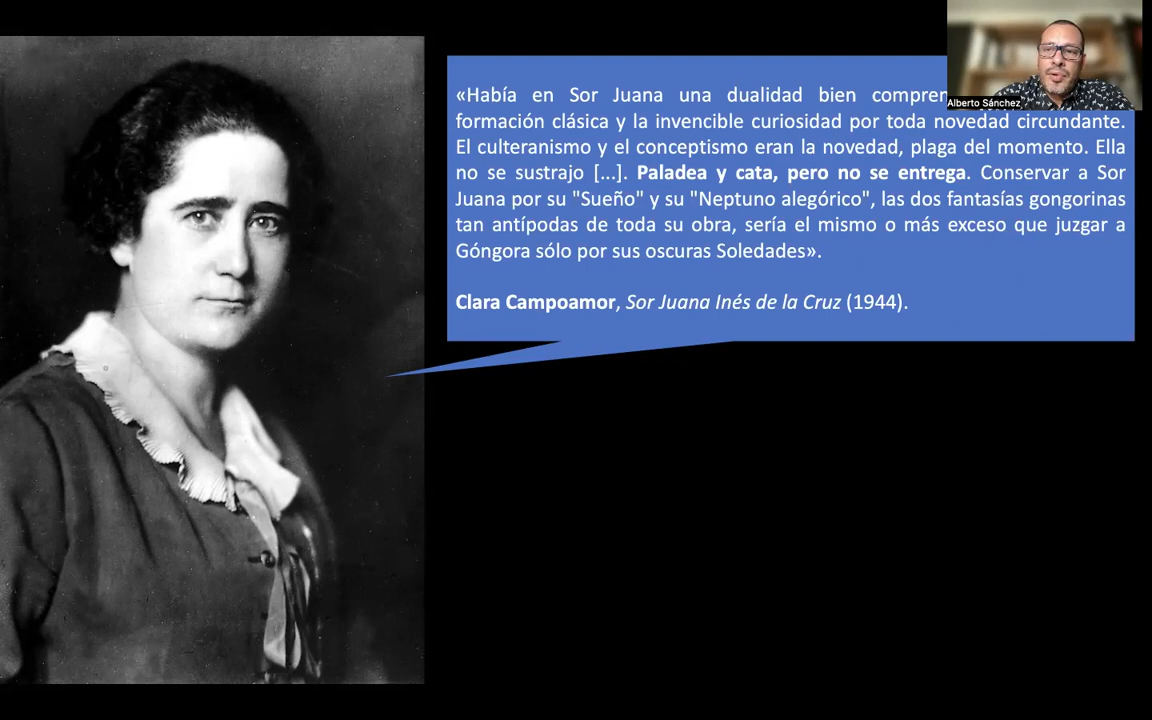 «Había en Sor Juana una dualidad bien
formación clásica y la invencible curiosidad por toda novedad circundante.
El culteranismo y el conceptismo eran la novedad, plaga del momento. Ella
no se sustrajo [...]. Paladea y cata, pero no se entrega. Conservar a Sor
Juana por su "Sueño" y su "Neptuno alegórico", las dos fantasías gongorinas
tan antípodas de toda su obra, sería el mismo o más exceso que juzgar a
Góngora sólo por sus oscuras Soledades».
Clara Campoamor, Sor Juana Inés de la Cruz (1944).
Alberto Sánchez